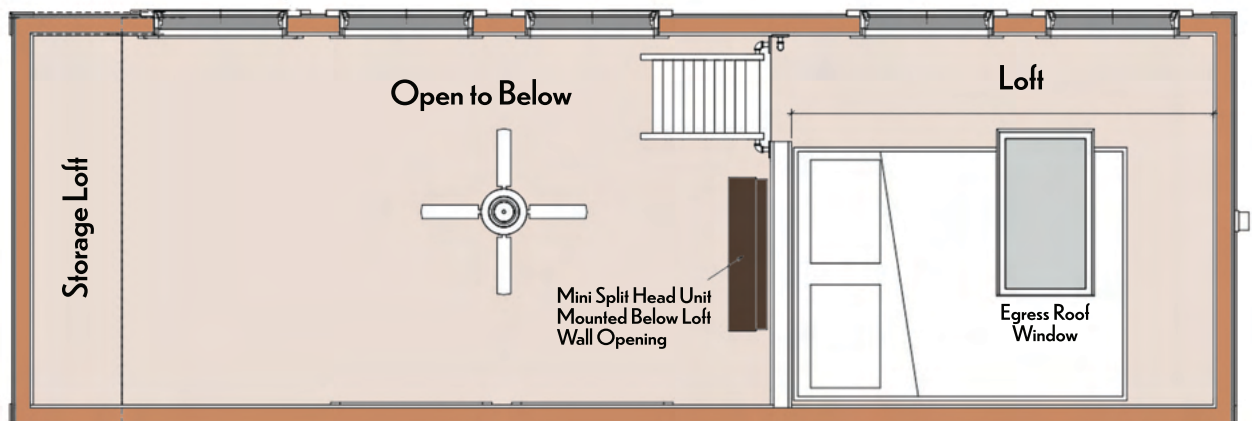 Open to Below
Loft
Storage Loft
Mini Split Head Unit
Mounted Below Loft
Wall Opening
Egress Roof
Window